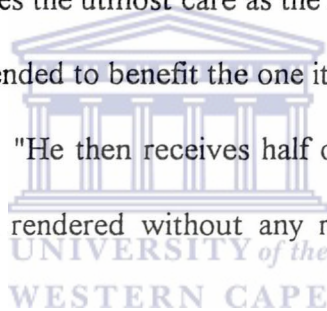 es the utmost care as the
ended to benefit the one it
"He then receives half
rendered without any
UNIVERSITY of the
WESTERN CAPE